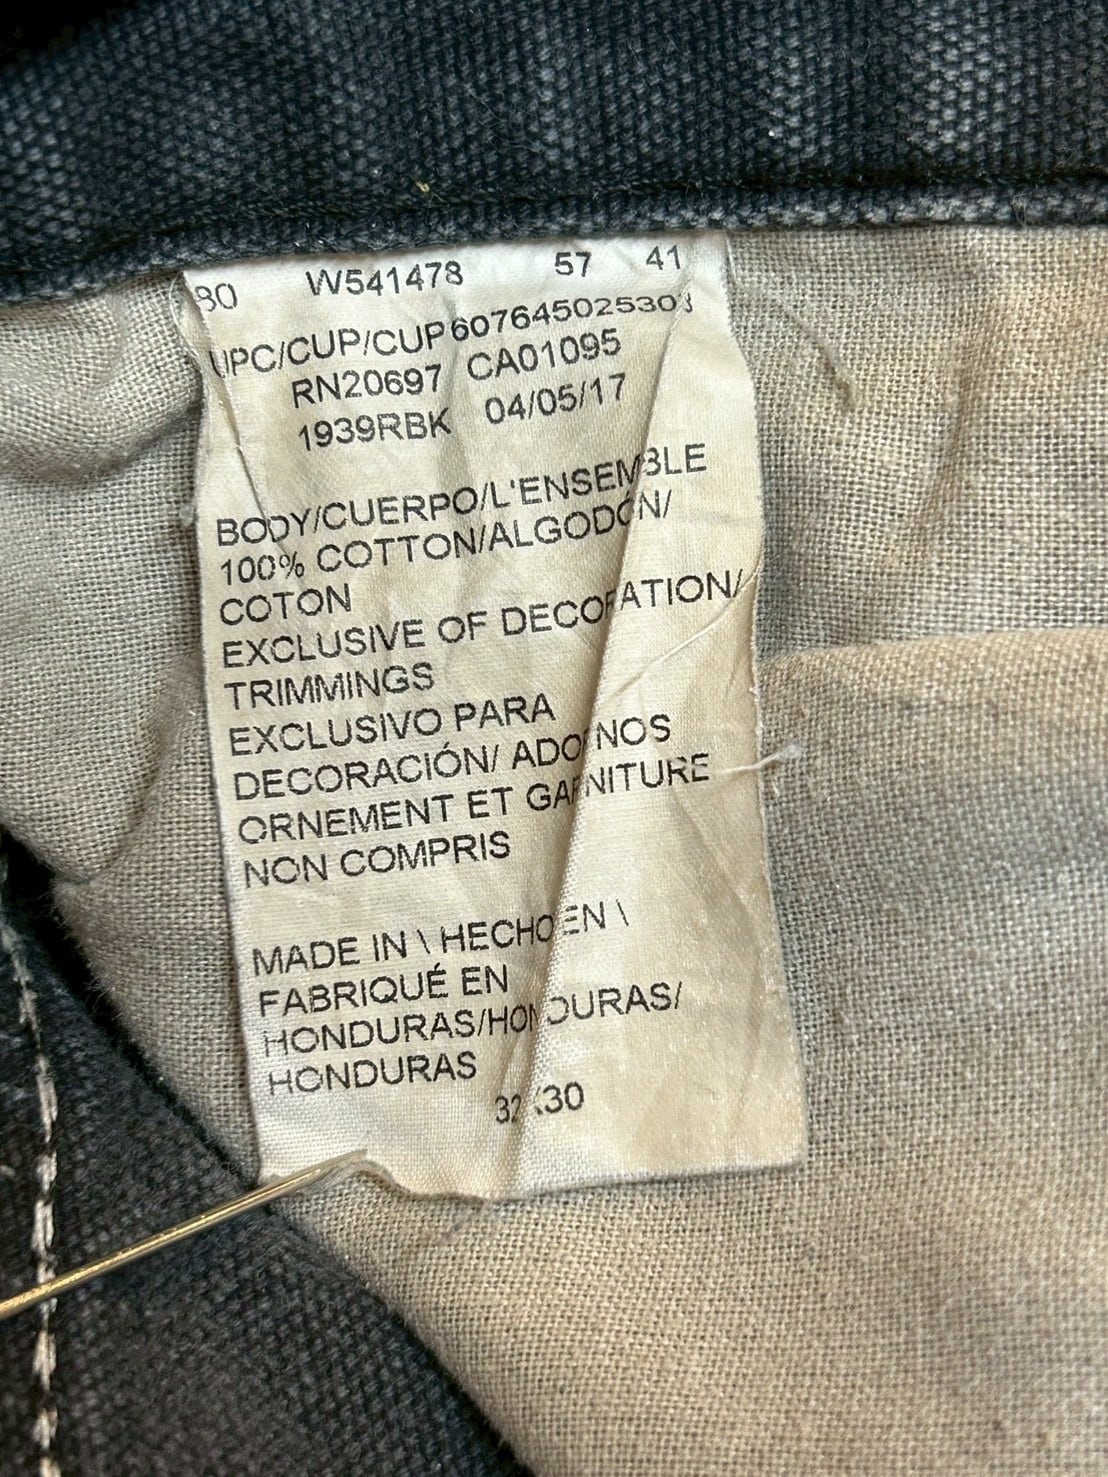 80 W541478 57 41
UPC/CUP/CUP 607645025303
RN20697 CA01095
1939RBK 04/05/17
BODY/CUERPO/L'ENSEMBLE
100% COTTON/ALGODÓN/
COTON
EXCLUSIVE OF DECORATION/
TRIMMINGS
EXCLUSIVO PARA
DECORACIÓN/ ADORNOS
ORNEMENT ET GARNITURE
NON COMPRIS
MADE IN \ HECHO EN \
FABRIQUÉ EN
HONDURAS/HONDURAS/
HONDURAS
32X30